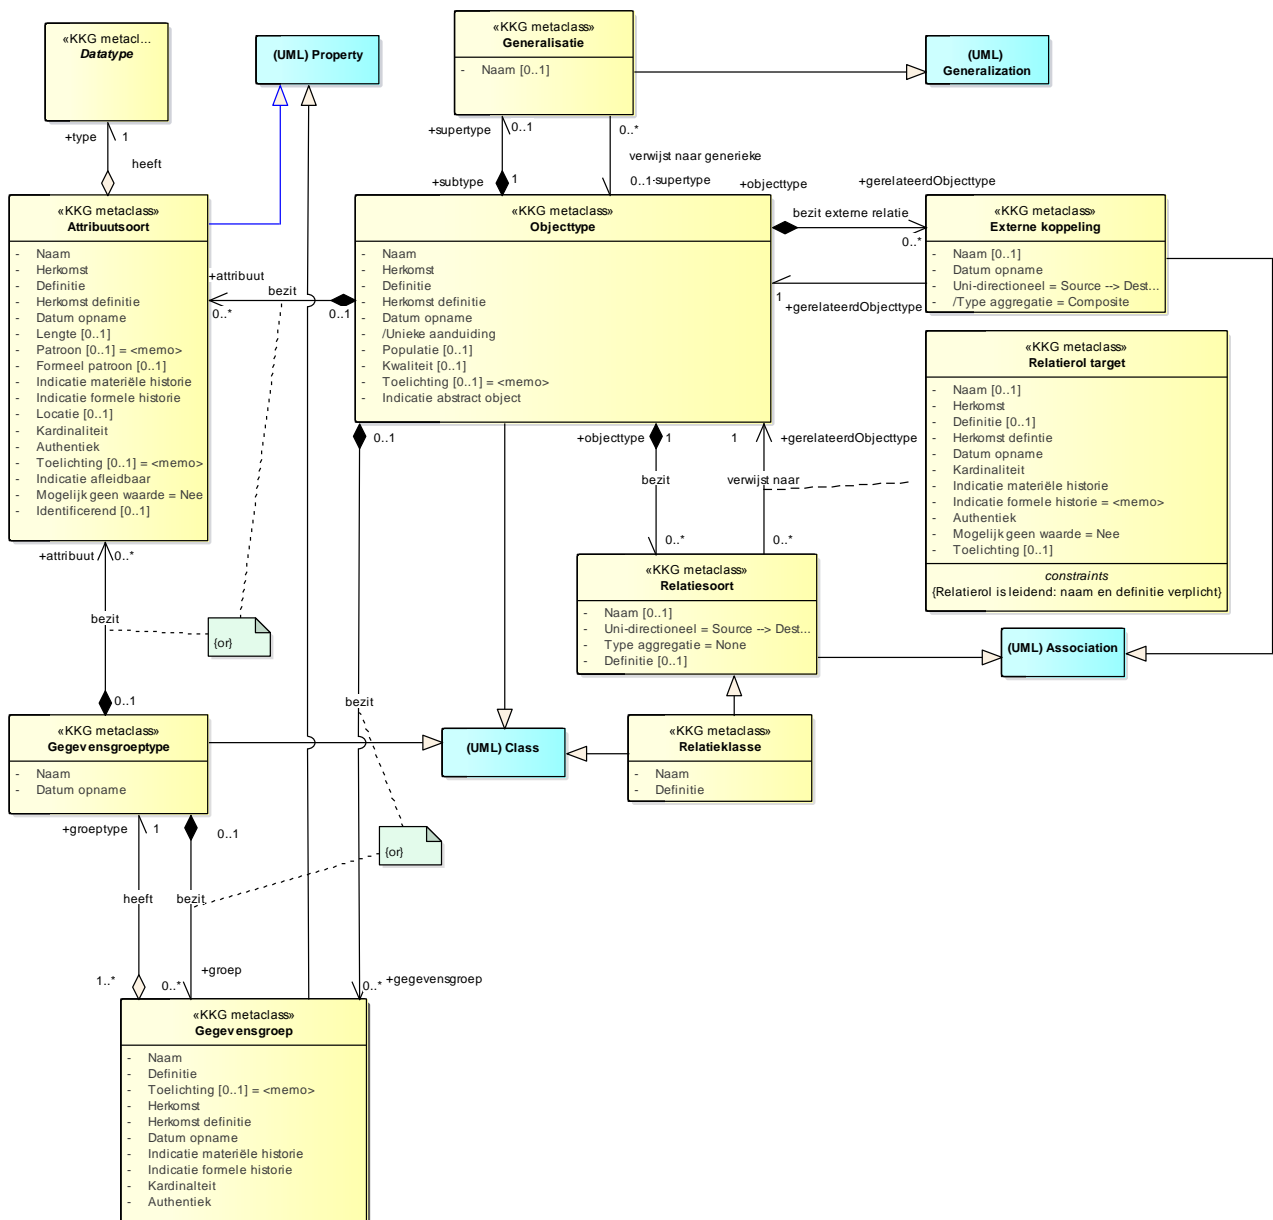 «KKG metacl...
Datatype
(UML) Property
«KKG metaclass»
Generalisatie
- Naam [0..1]
(UML)
Generalization
+type
1
heeft
+supertype
0..1
0..*
verwijst naar generieke
+subtype
1
0..1
-supertype
+objecttype
+gerelateerdObjecttype
bezit externe relatie
0..*
«KKG metaclass»
Attribuutsoort
- Naam
- Herkomst
- Definitie
- Herkomst definitie
- Datum opname
- Lengte [0..1]
- Patroon [0..1] = <memo>
- Formeel patroon [0..1]
- Indicatie materiële historie
- Indicatie formele historie
- Locatie [0..1]
- Kardinaliteit
- Authentiek
- Toelichting [0..1] = <memo>
- Indicatie afleidbaar
- Mogelijk geen waarde = Nee
- Identificerend [0..1]
+attribuut
bezit
0..*
0..1
«KKG metaclass»
Objecttype
- Naam
- Herkomst
- Definitie
- Herkomst definitie
- Datum opname
- /Unieke aanduiding
- Populatie [0..1]
- Kwaliteit [0..1]
- Toelichting [0..1] = <memo>
- Indicatie abstract object
«KKG metaclass»
Externe koppeling
- Naam [0..1]
- Datum opname
- Uni-directioneel = Source --> Dest...
- /Type aggregatie = Composite
1
+gerelateerdObjecttype
«KKG metaclass»
Relatierol target
- Naam [0..1]
- Herkomst
- Definitie [0..1]
- Herkomst defintie
- Datum opname
- Kardinaliteit
- Indicatie materiële historie
- Indicatie formele historie = <memo>
- Authentiek
- Mogelijk geen waarde = Nee
- Toelichting [0..1]
constraints
{Relatierol is leidend: naam en definitie verplicht}
0..1
+objecttype
1
1
+gerelateerdObjecttype
bezit
verwijst naar
0..*
0..*
+attribuut
0..*
bezit
{or}
0..1
«KKG metaclass»
Relatiesoort
- Naam [0..1]
- Uni-directioneel = Source --> Dest...
- Type aggregatie = None
- Definitie [0..1]
(UML) Association
bezit
«KKG metaclass»
Gegevensgroeptype
- Naam
- Datum opname
(UML) Class
«KKG metaclass»
Relatieklasse
- Naam
- Definitie
+groeptype
1
0..1
{or}
heeft
bezit
1..*
0..*
+groep
0..*
+gegevensgroep
«KKG metaclass»
Gegevensgroep
- Naam
- Definitie
- Toelichting [0..1] = <memo>
- Herkomst
- Herkomst definitie
- Datum opname
- Indicatie materiële historie
- Indicatie formele historie
- Kardinalteit
- Authentiek